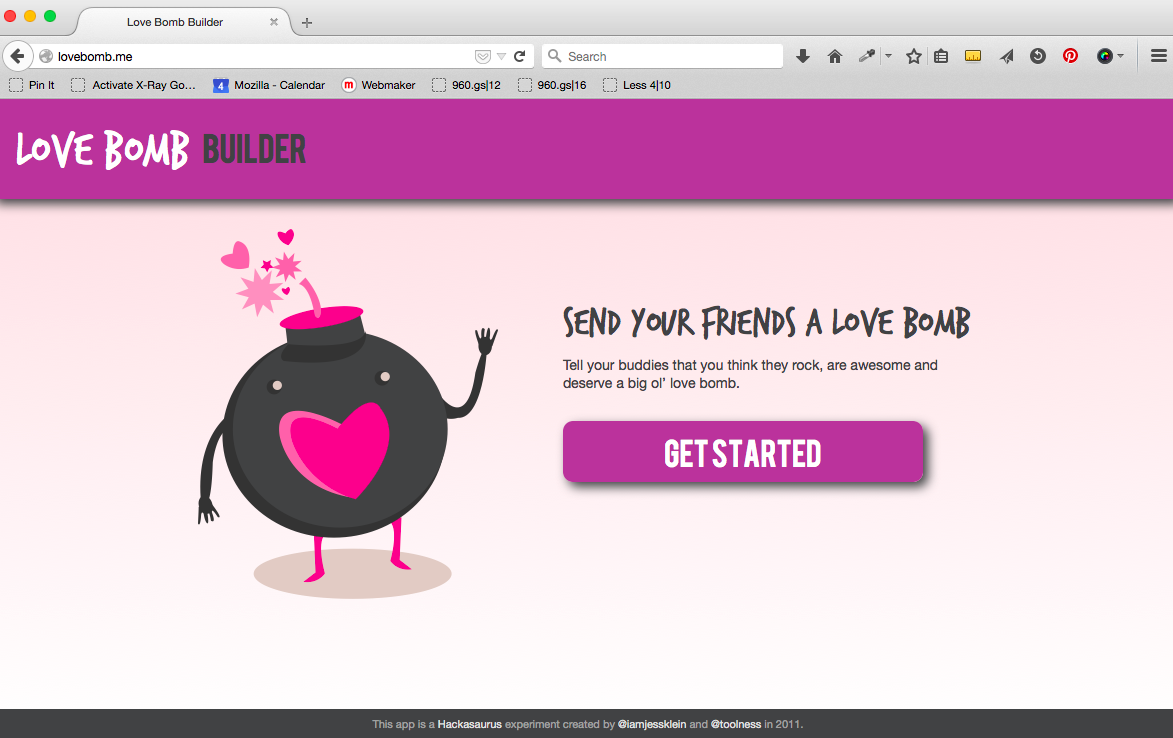 Love Bomb Builder
lovebomb.me
Search
Pin It
Activate X-Ray Go...
4 Mozilla - Calendar
m Webmaker
960.gs|12
960.gs|16
Less 4|10
LOVE BOMB BUILDER
SEND YOUR FRIENDS A LOVE BOMB
Tell your buddies that you think they rock, are awesome and
deserve a big ol’ love bomb.
GET STARTED
This app is a Hackasaurus experiment created by @iamjessklein and @toolness in 2011.